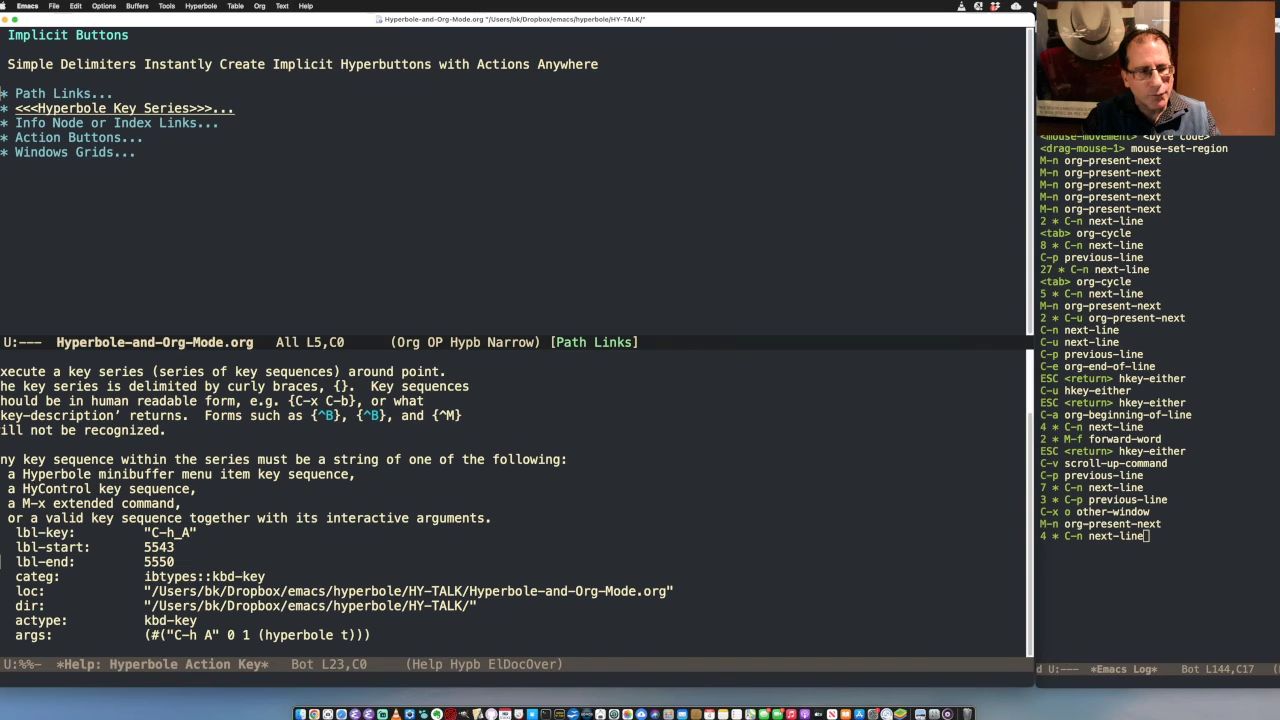 Emacs File Edit Options Buffers Tools Hyperbole Table Org Text Help
Hyperbole-and-Org-Mode.org "/Users/bk/Dropbox/emacs/hyperbole/HY-TALK/"
Implicit Buttons
Simple Delimiters Instantly Create Implicit Hyperbuttons with Actions Anywhere
* Path Links...
* <<<Hyperbole Key Series>>>...
* Info Node or Index Links...
* Action Buttons...
* Windows Grids...
U:--- Hyperbole-and-Org-Mode.org All L5,C0 (Org OP Hypb Narrow) [Path Links]
xecute a key series (series of key sequences) around point.
he key series is delimited by curly braces, {}. Key sequences
hould be in human readable form, e.g. {C-x C-b}, or what
key-description’ returns. Forms such as {^B}, {^B}, and {^M}
ill not be recognized.
ny key sequence within the series must be a string of one of the following:
a Hyperbole minibuffer menu item key sequence,
a HyControl key sequence,
a M-x extended command,
or a valid key sequence together with its interactive arguments.
lbl-key: "C-h_A"
lbl-start: 5543
lbl-end: 5550
categ: ibtypes::kbd-key
loc: "/Users/bk/Dropbox/emacs/hyperbole/HY-TALK/Hyperbole-and-Org-Mode.org"
dir: "/Users/bk/Dropbox/emacs/hyperbole/HY-TALK/"
actype: kbd-key
args: (#("C-h A" 0 1 (hyperbole t)))
U:%%- *Help: Hyperbole Action Key* Bot L23,C0 (Help Hypb ElDocOver)
<mouse-movement> <byte code>
<drag-mouse-1> mouse-set-region
M-n org-present-next
M-n org-present-next
M-n org-present-next
M-n org-present-next
M-n org-present-next
2 * C-n next-line
<tab> org-cycle
8 * C-n next-line
C-p previous-line
27 * C-n next-line
<tab> org-cycle
5 * C-n next-line
M-n org-present-next
2 * C-u org-present-next
C-n next-line
C-u next-line
C-p previous-line
C-e org-end-of-line
ESC <return> hkey-either
C-u hkey-either
ESC <return> hkey-either
C-a org-beginning-of-line
4 * C-n next-line
2 * M-f forward-word
ESC <return> hkey-either
C-v scroll-up-command
C-p previous-line
7 * C-n next-line
3 * C-p previous-line
C-x o other-window
M-n org-present-next
4 * C-n next-line
d U:--- *Emacs Log* Bot L144,C17 (